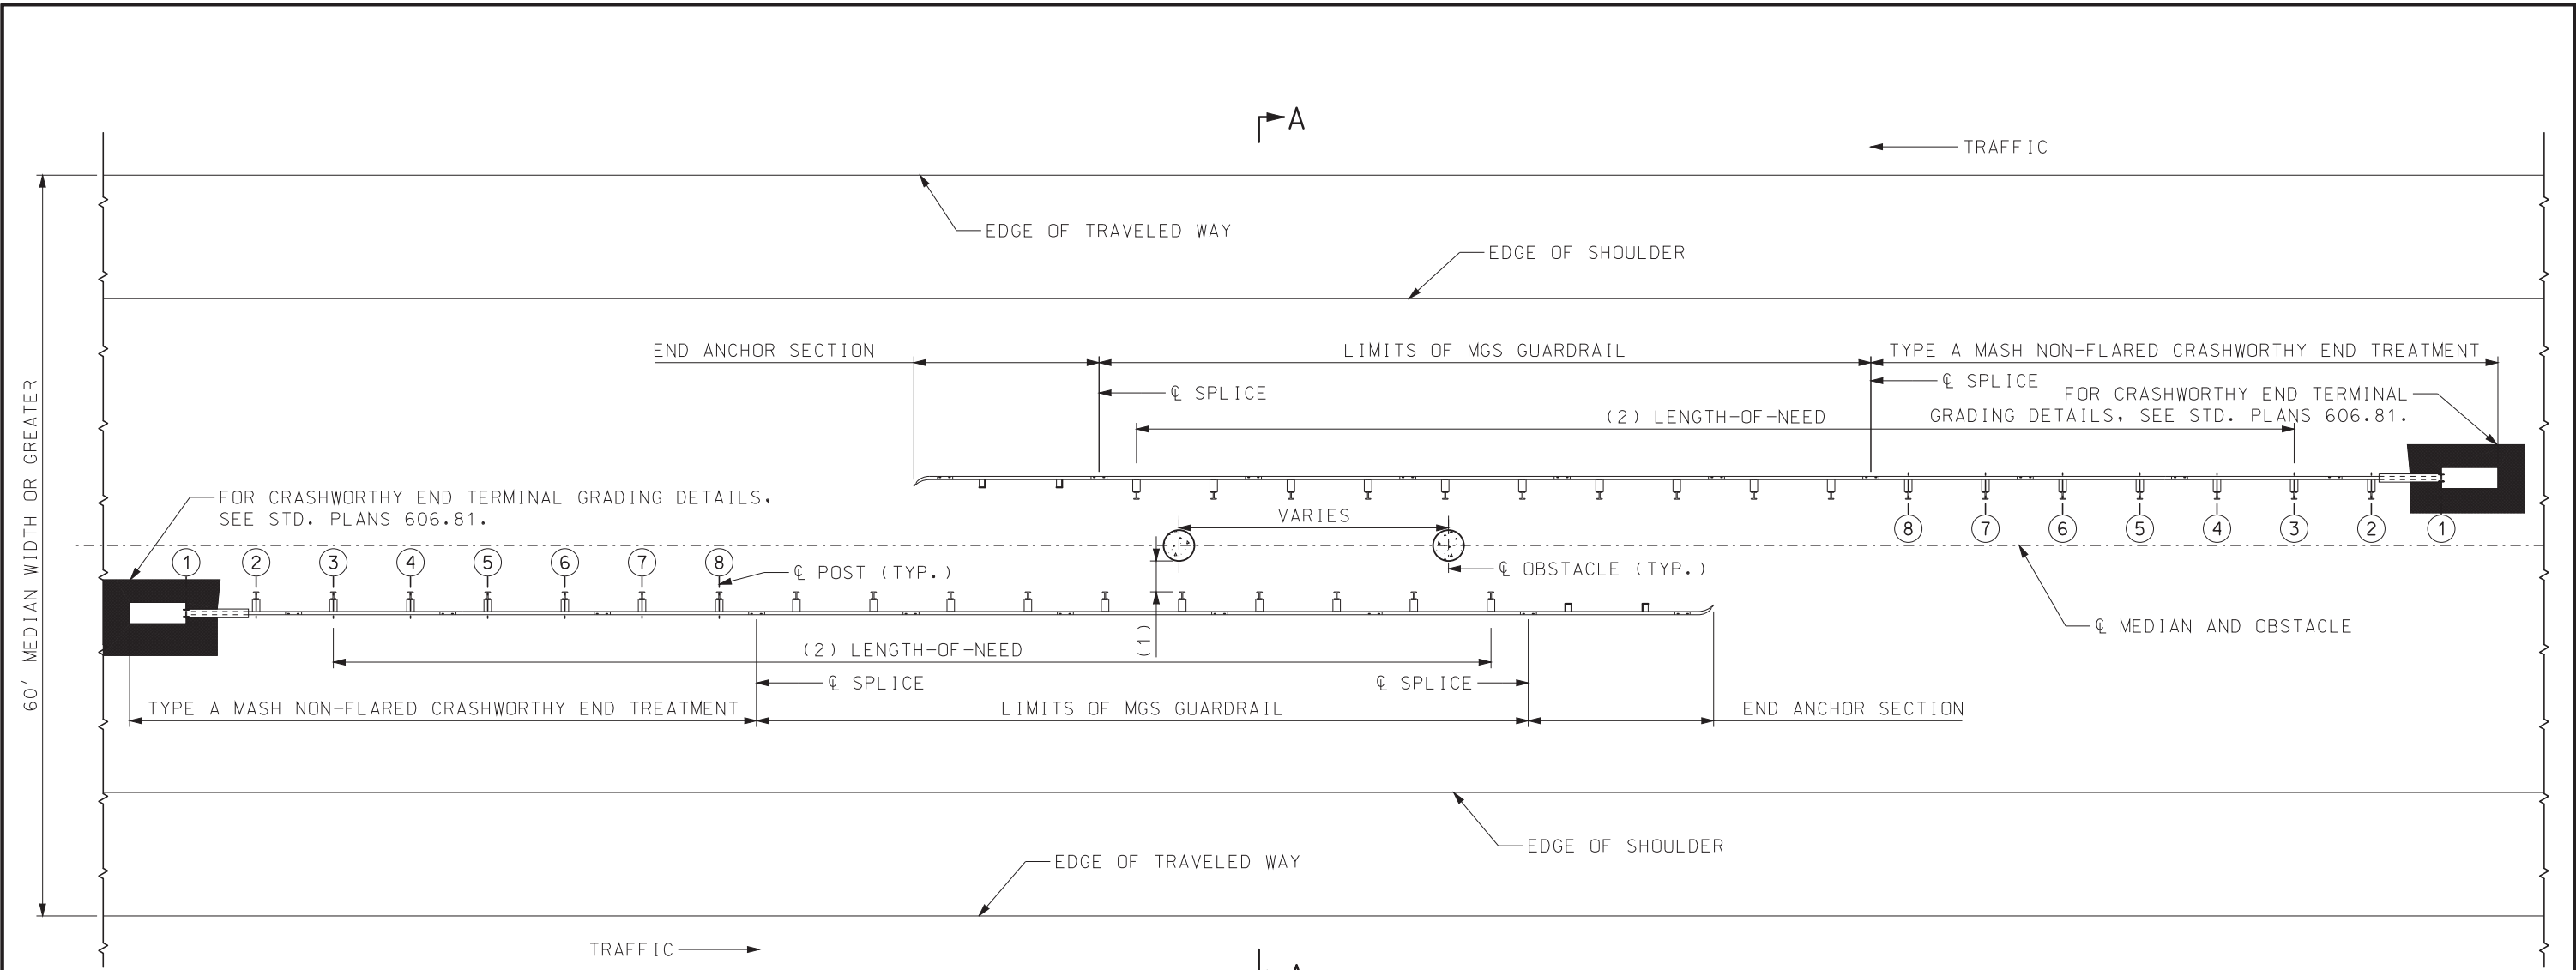 A
TRAFFIC
EDGE OF TRAVELED WAY
EDGE OF SHOULDER
END ANCHOR SECTION
LIMITS OF MGS GUARDRAIL
TYPE A MASH NON-FLARED CRASHWORTHY END TREATMENT
℄ SPLICE
℄ SPLICE
FOR CRASHWORTHY END TERMINAL
GRADING DETAILS, SEE STD. PLANS 606.81.
(2) LENGTH-OF-NEED
60' MEDIAN WIDTH OR GREATER
FOR CRASHWORTHY END TERMINAL GRADING DETAILS,
SEE STD. PLANS 606.81.
VARIES
8 7 6 5 4 3 2 1
1 2 3 4 5 6 7 8
℄ POST (TYP.)
℄ OBSTACLE (TYP.)
℄ MEDIAN AND OBSTACLE
(1)
(2) LENGTH-OF-NEED
℄ SPLICE
℄ SPLICE
TYPE A MASH NON-FLARED CRASHWORTHY END TREATMENT
LIMITS OF MGS GUARDRAIL
END ANCHOR SECTION
EDGE OF SHOULDER
EDGE OF TRAVELED WAY
TRAFFIC
A